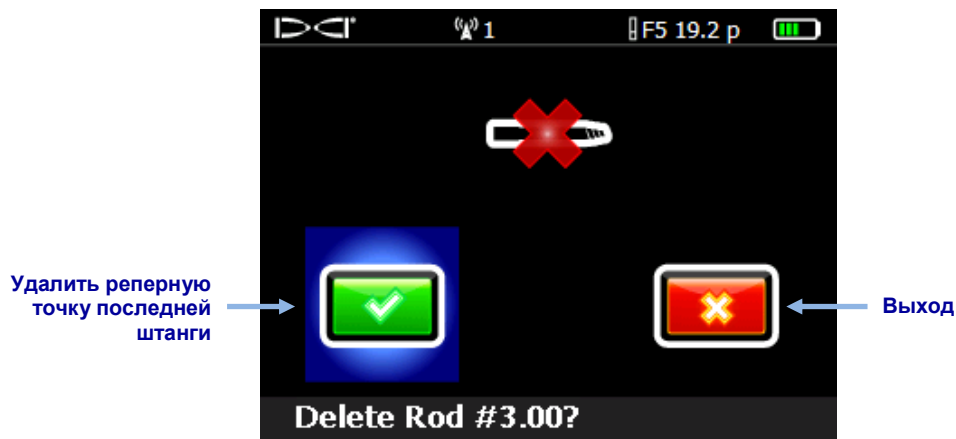 DCI
1
F5 19.2 p
Удалить реперную
точку последней
штанги
Выход
Delete Rod #3.00?